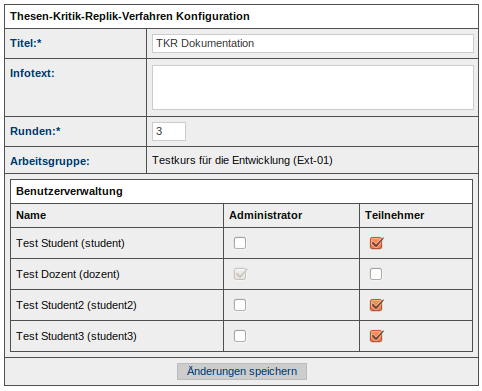 Thesen-Kritik-Replik-Verfahren Konfiguration
Titel:* TKR Dokumentation
Infotext:
Runden:* 3
Arbeitsgruppe: Testkurs für die Entwicklung (Ext-01)
Benutzerverwaltung
Name Administrator Teilnehmer
Test Student (student)
Test Dozent (dozent)
Test Student2 (student2)
Test Student3 (student3)
Änderungen speichern